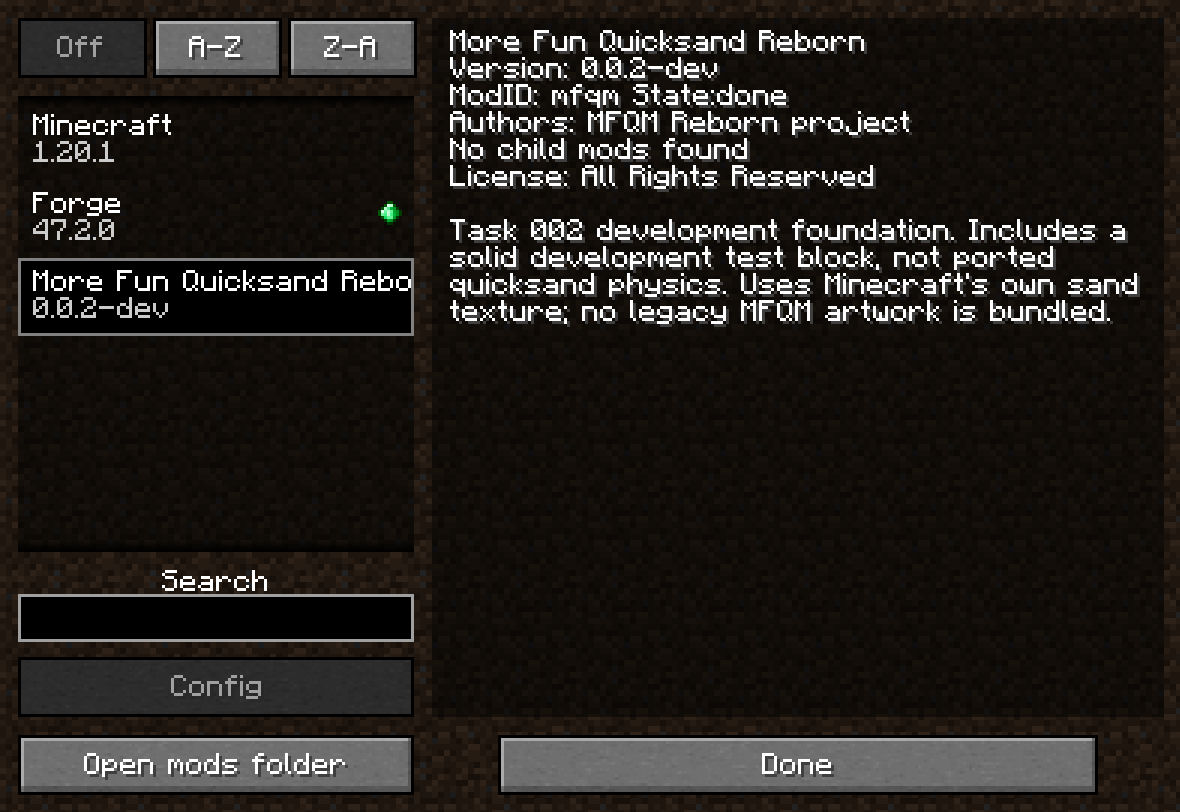 Off
A-Z
Z-A
Minecraft
1.20.1
Forge
47.2.0
More Fun Quicksand Rebo
0.0.2-dev
Search
Config
Open mods folder
More Fun Quicksand Reborn
Version: 0.0.2-dev
ModID: mfqm State:done
Authors: MFQM Reborn project
No child mods found
License: All Rights Reserved
Task 002 development foundation. Includes a
solid development test block, not ported
quicksand physics. Uses Minecraft's own sand
texture; no legacy MFQM artwork is bundled.
Done